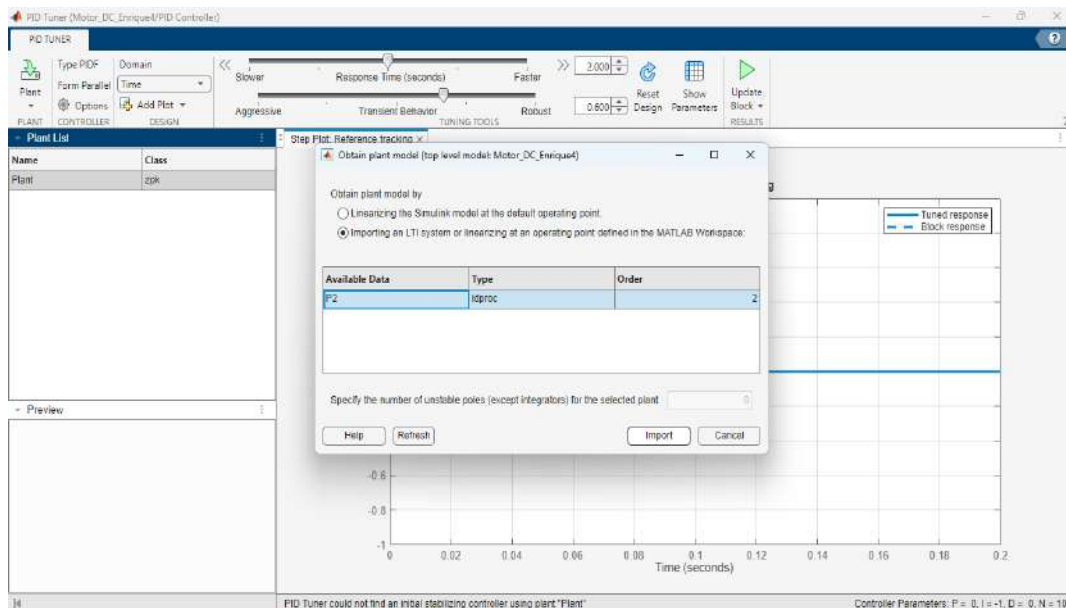 PID Tuner (Motor_DC_Enrique4/PID Controller)
PID TUNER
Plant
PLANT
Type PIDF
Form Parallel
Options
CONTROLLER
Domain
Time
Add Plot
DESIGN
Slower Response Time (seconds) Faster 2.000
Aggressive Transient Behavior Robust 0.600
TUNING TOOLS
Reset Design
Show Parameters
Update Block
RESULTS
Plant List
Name Class
Plant zpk
Preview
Step Plot: Reference tracking
Tuned response
Block response
Obtain plant model (top level model: Motor_DC_Enrique4)
Obtain plant model by
Linearizing the Simulink model at the default operating point.
Importing an LTI system or linearizing at an operating point defined in the MATLAB Workspace:
Available Data Type Order
P2 idproc 2
Specify the number of unstable poles (except integrators) for the selected plant 0
Help Refresh Import Cancel
-0.6
-0.8
-1
0 0.02 0.04 0.06 0.08 0.1 0.12 0.14 0.16 0.18 0.2
Time (seconds)
PID Tuner could not find an initial stabilizing controller using plant "Plant"
Controller Parameters: P = 0, I = -1, D = 0, N = 10